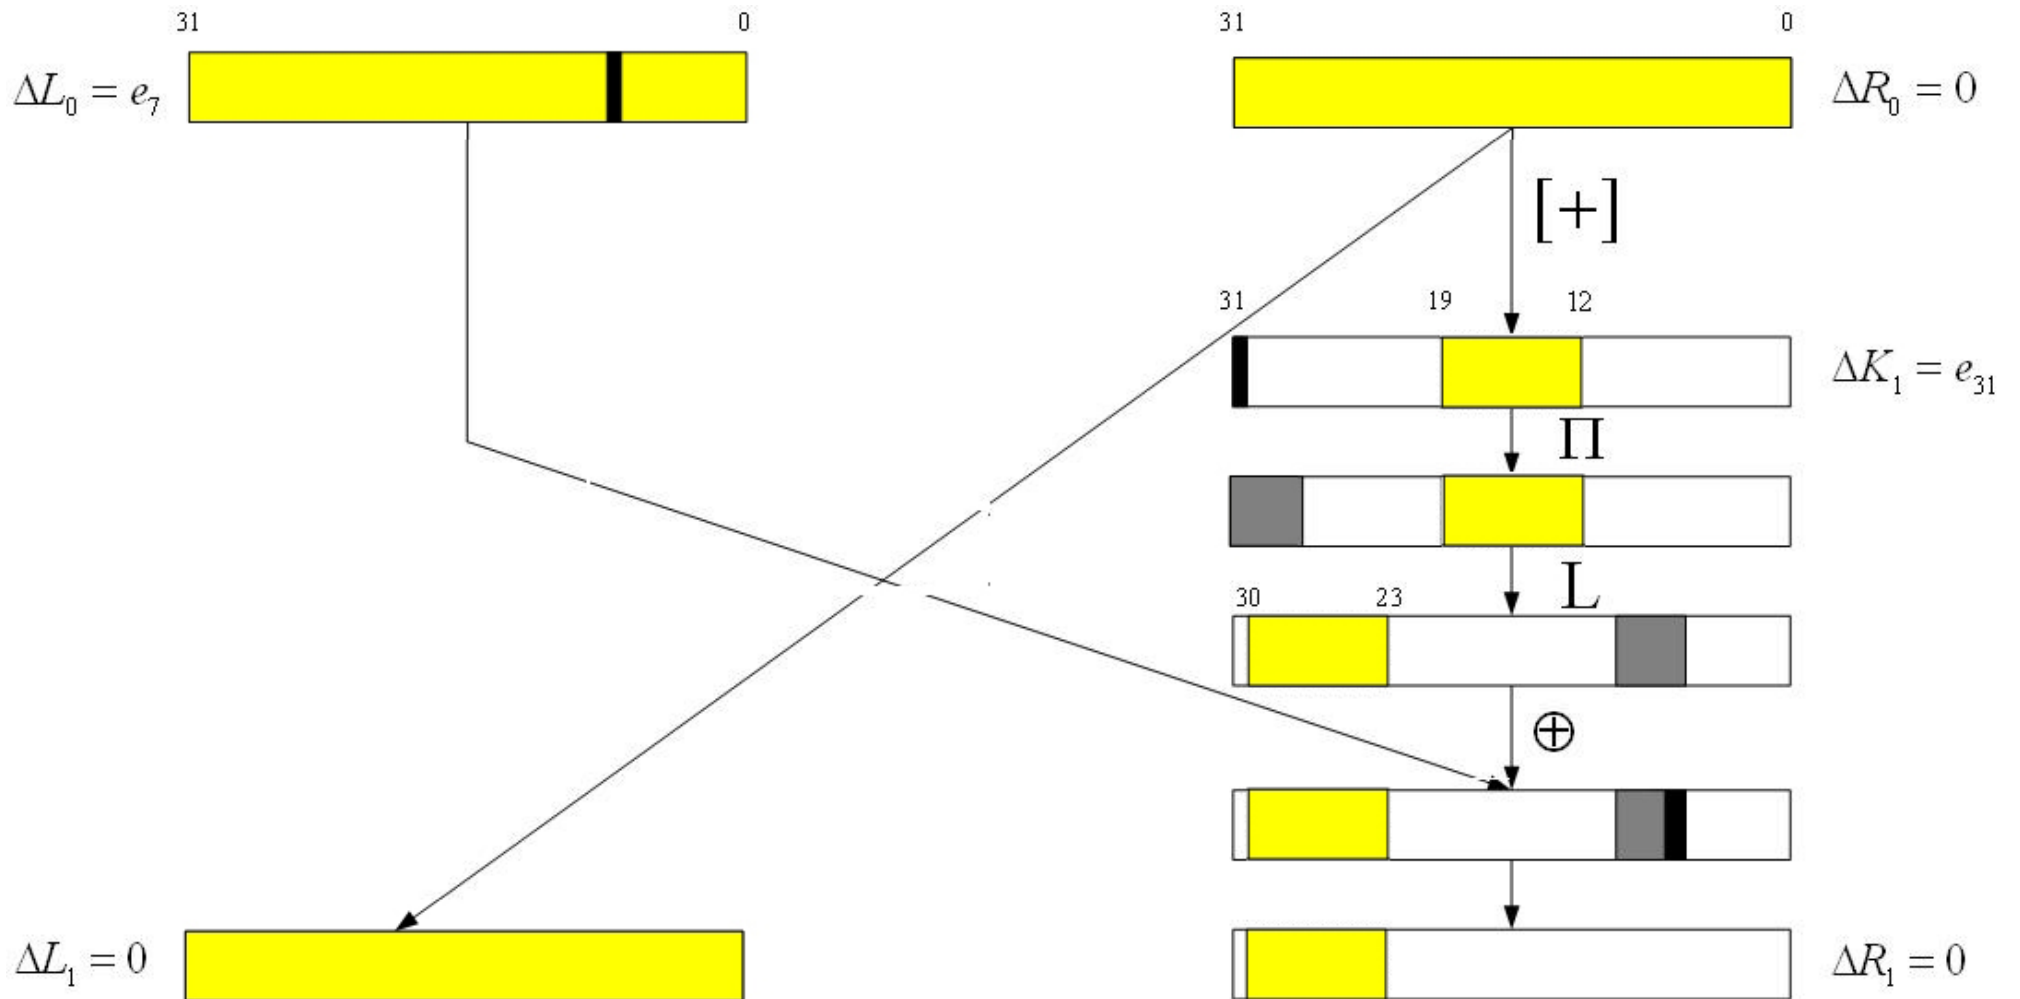 31 0 31 0
ΔL₀ = e₇ ΔR₀ = 0
[+]
31 19 12
ΔK₁ = e₃₁
Π
L
30 23
⊕
ΔL₁ = 0 ΔR₁ = 0